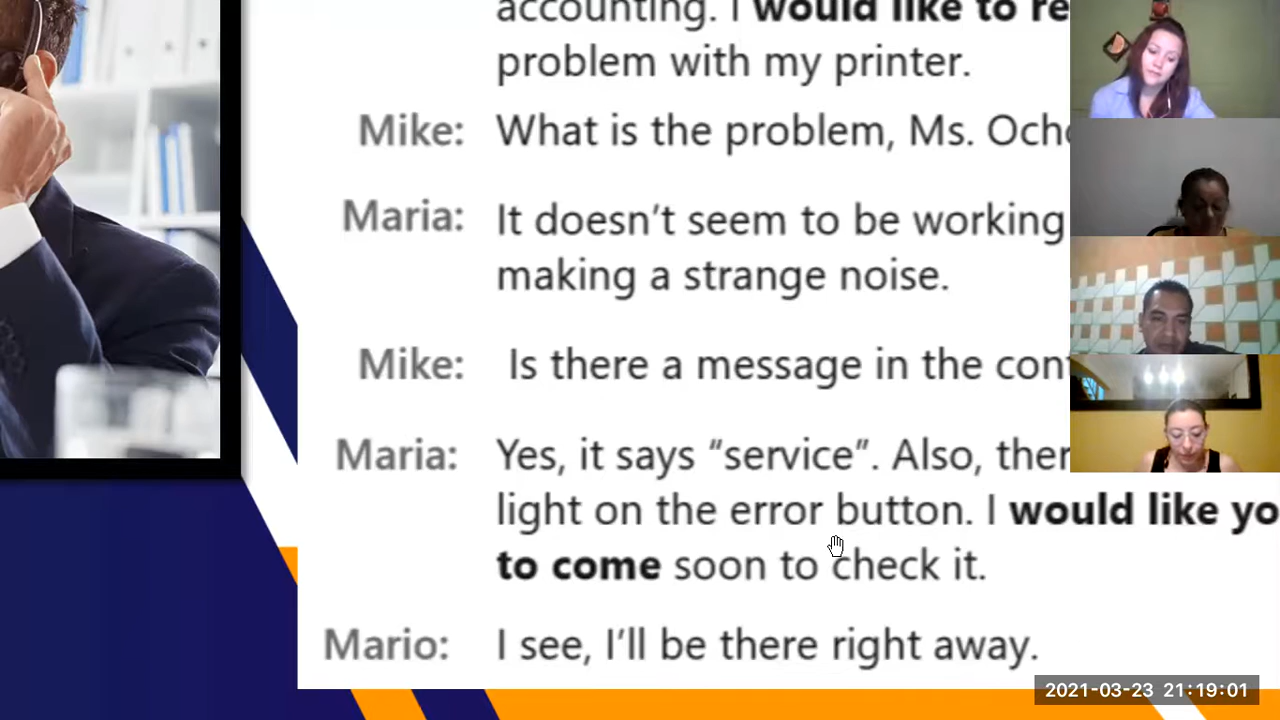 accounting. I would like to re
problem with my printer.
Mike: What is the problem, Ms. Ocho
Maria: It doesn't seem to be working
making a strange noise.
Mike: Is there a message in the con
Maria: Yes, it says “service”. Also, ther
light on the error button. I would like yo
to come soon to check it.
Mario: I see, I'll be there right away.
2021-03-23 21:19:01